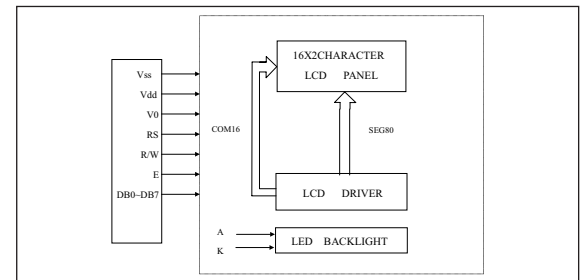 Vss
Vdd
V0
RS
R/W
E
DB0~DB7
COM16
16X2CHARACTER
LCD PANEL
SEG80
LCD DRIVER
A
K
LED BACKLIGHT